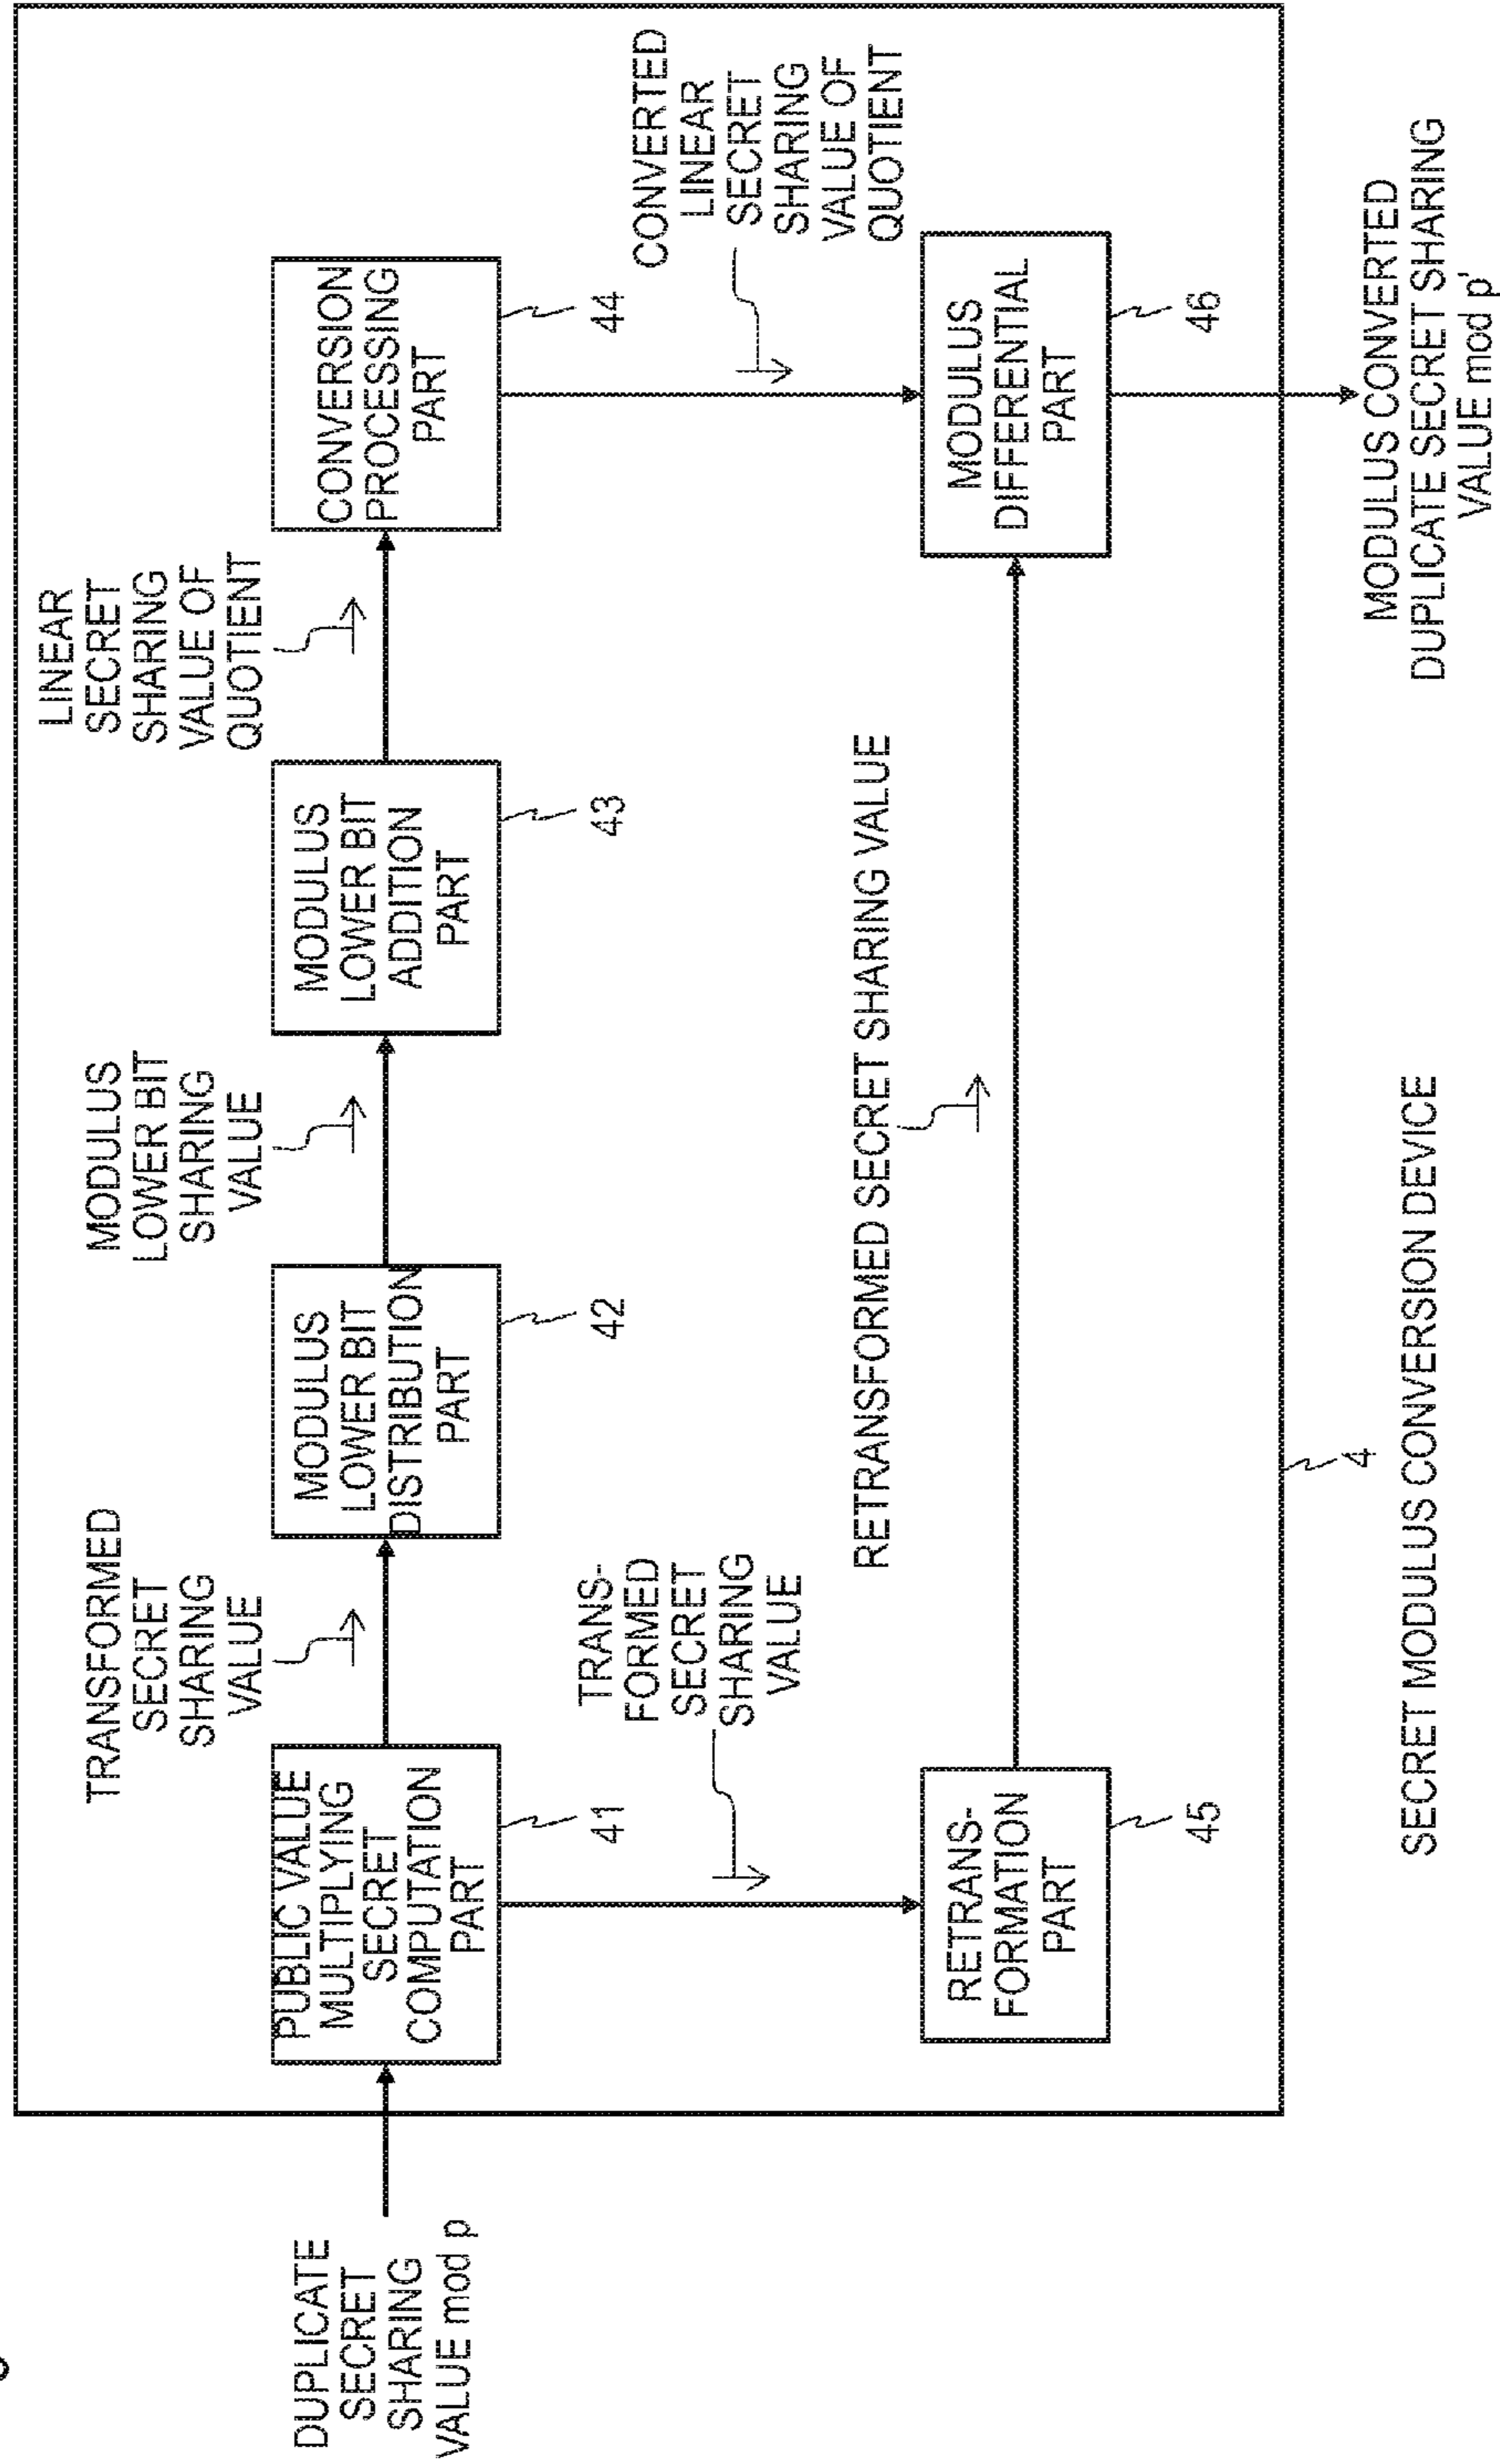 DUPLICATE
SECRET
SHARING
VALUE mod p
PUBLIC VALUE
MULTIPLYING
SECRET
COMPUTATION
PART
41
TRANSFORMED
SECRET
SHARING
VALUE
MODULUS
LOWER BIT
DISTRIBUTION
PART
42
MODULUS
LOWER BIT
SHARING
VALUE
MODULUS
LOWER BIT
ADDITION
PART
43
LINEAR
SECRET
SHARING
VALUE OF
QUOTIENT
CONVERSION
PROCESSING
PART
44
TRANS-
FORMED
SECRET
SHARING
VALUE
CONVERTED
LINEAR
SECRET
SHARING
VALUE OF
QUOTIENT
RETRANS-
FORMATION
PART
45
RETRANSFORMED SECRET SHARING VALUE
MODULUS
DIFFERENTIAL
PART
46
4
SECRET MODULUS CONVERSION DEVICE
MODULUS CONVERTED
DUPLICATE SECRET SHARING
VALUE mod p'